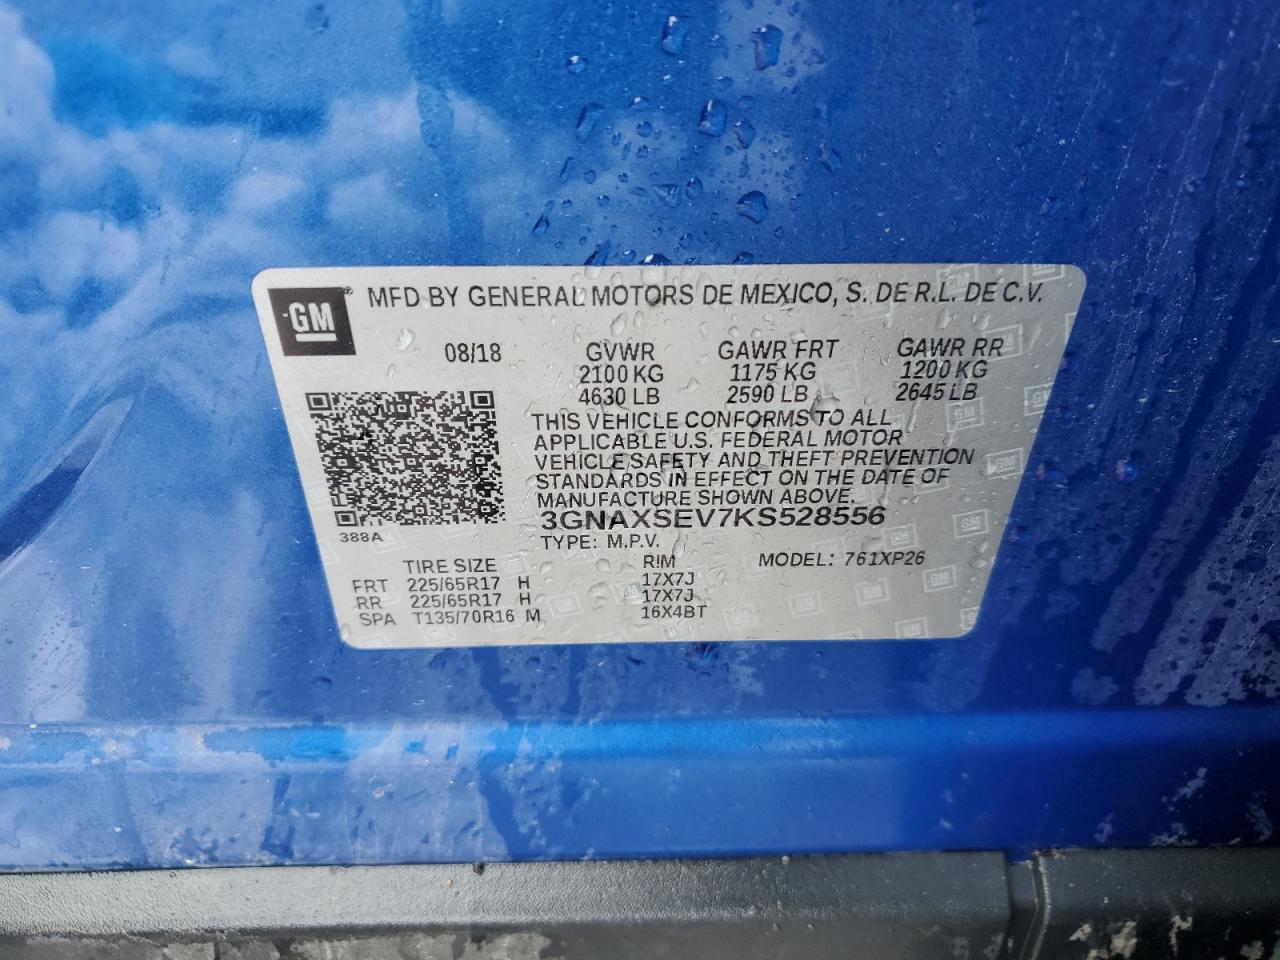 GM
MFD BY GENERAL MOTORS DE MEXICO, S. DE R.L. DE C.V.
08/18 GVWR GAWR FRT GAWR RR
2100 KG 1175 KG 1200 KG
4630 LB 2590 LB 2645 LB
THIS VEHICLE CONFORMS TO ALL
APPLICABLE U.S. FEDERAL MOTOR
VEHICLE SAFETY AND THEFT PREVENTION
STANDARDS IN EFFECT ON THE DATE OF
MANUFACTURE SHOWN ABOVE.
3GNAXSEV7KS528556
388A
TYPE: M.P.V.
TIRE SIZE RIM MODEL: 761XP26
FRT 225/65R17 H 17X7J
RR 225/65R17 H 17X7J
SPA T135/70R16 M 16X4BT